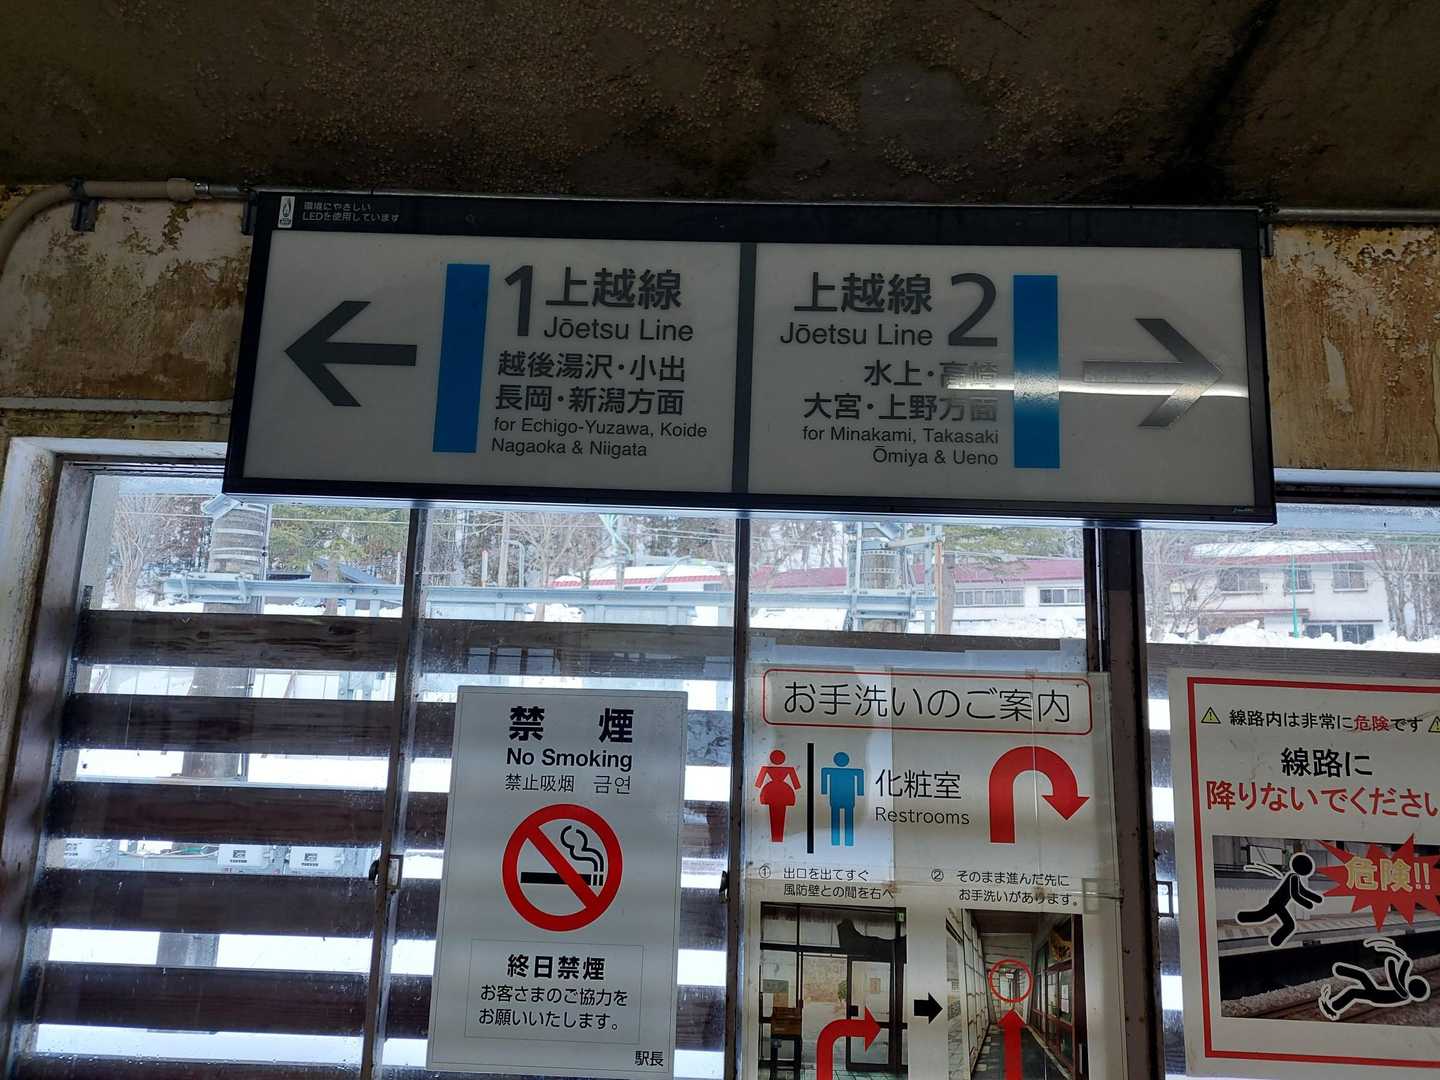 環境にやさしい
LEDを使用しています
1 上越線
Jōetsu Line
越後湯沢・小出
長岡・新潟方面
for Echigo-Yuzawa, Koide
Nagaoka & Niigata
上越線 2
Jōetsu Line
水上・高崎
大宮・上野方面
for Minakami, Takasaki
Ōmiya & Ueno
禁 煙
No Smoking
禁止吸烟 금연
終日禁煙
お客さまのご協力を
お願いいたします。
駅長
お手洗いのご案内
化粧室
Restrooms
① 出口を出てすぐ
風防壁との間を右へ
② そのまま進んだ先に
お手洗いがあります。
線路内は非常に危険です
線路に
降りないでください
危険!!